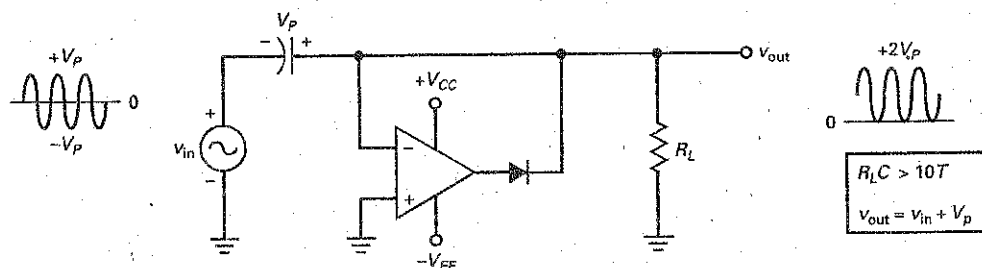 V_P
− +
+V_P
0
−V_P
v_in
+
−
+V_CC
−
+
−V_EE
R_L
v_out
+2V_P
0
R_LC > 10T
v_out = v_in + V_p